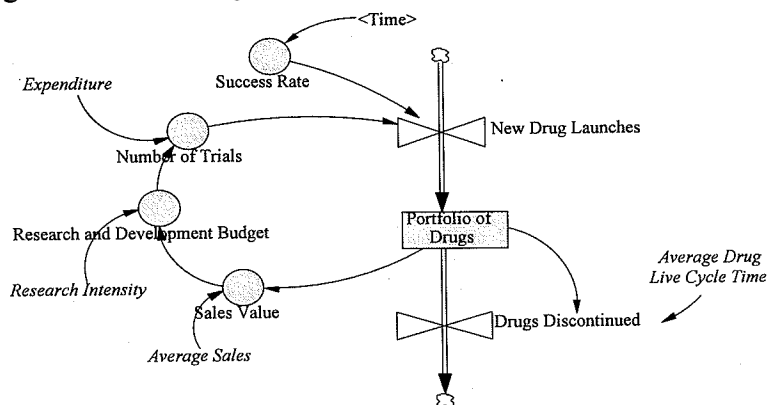 <Time>
Expenditure
Success Rate
New Drug Launches
Number of Trials
Portfolio of
Drugs
Research and Development Budget
Average Drug
Live Cycle Time
Research Intensity
Sales Value
Drugs Discontinued
Average Sales